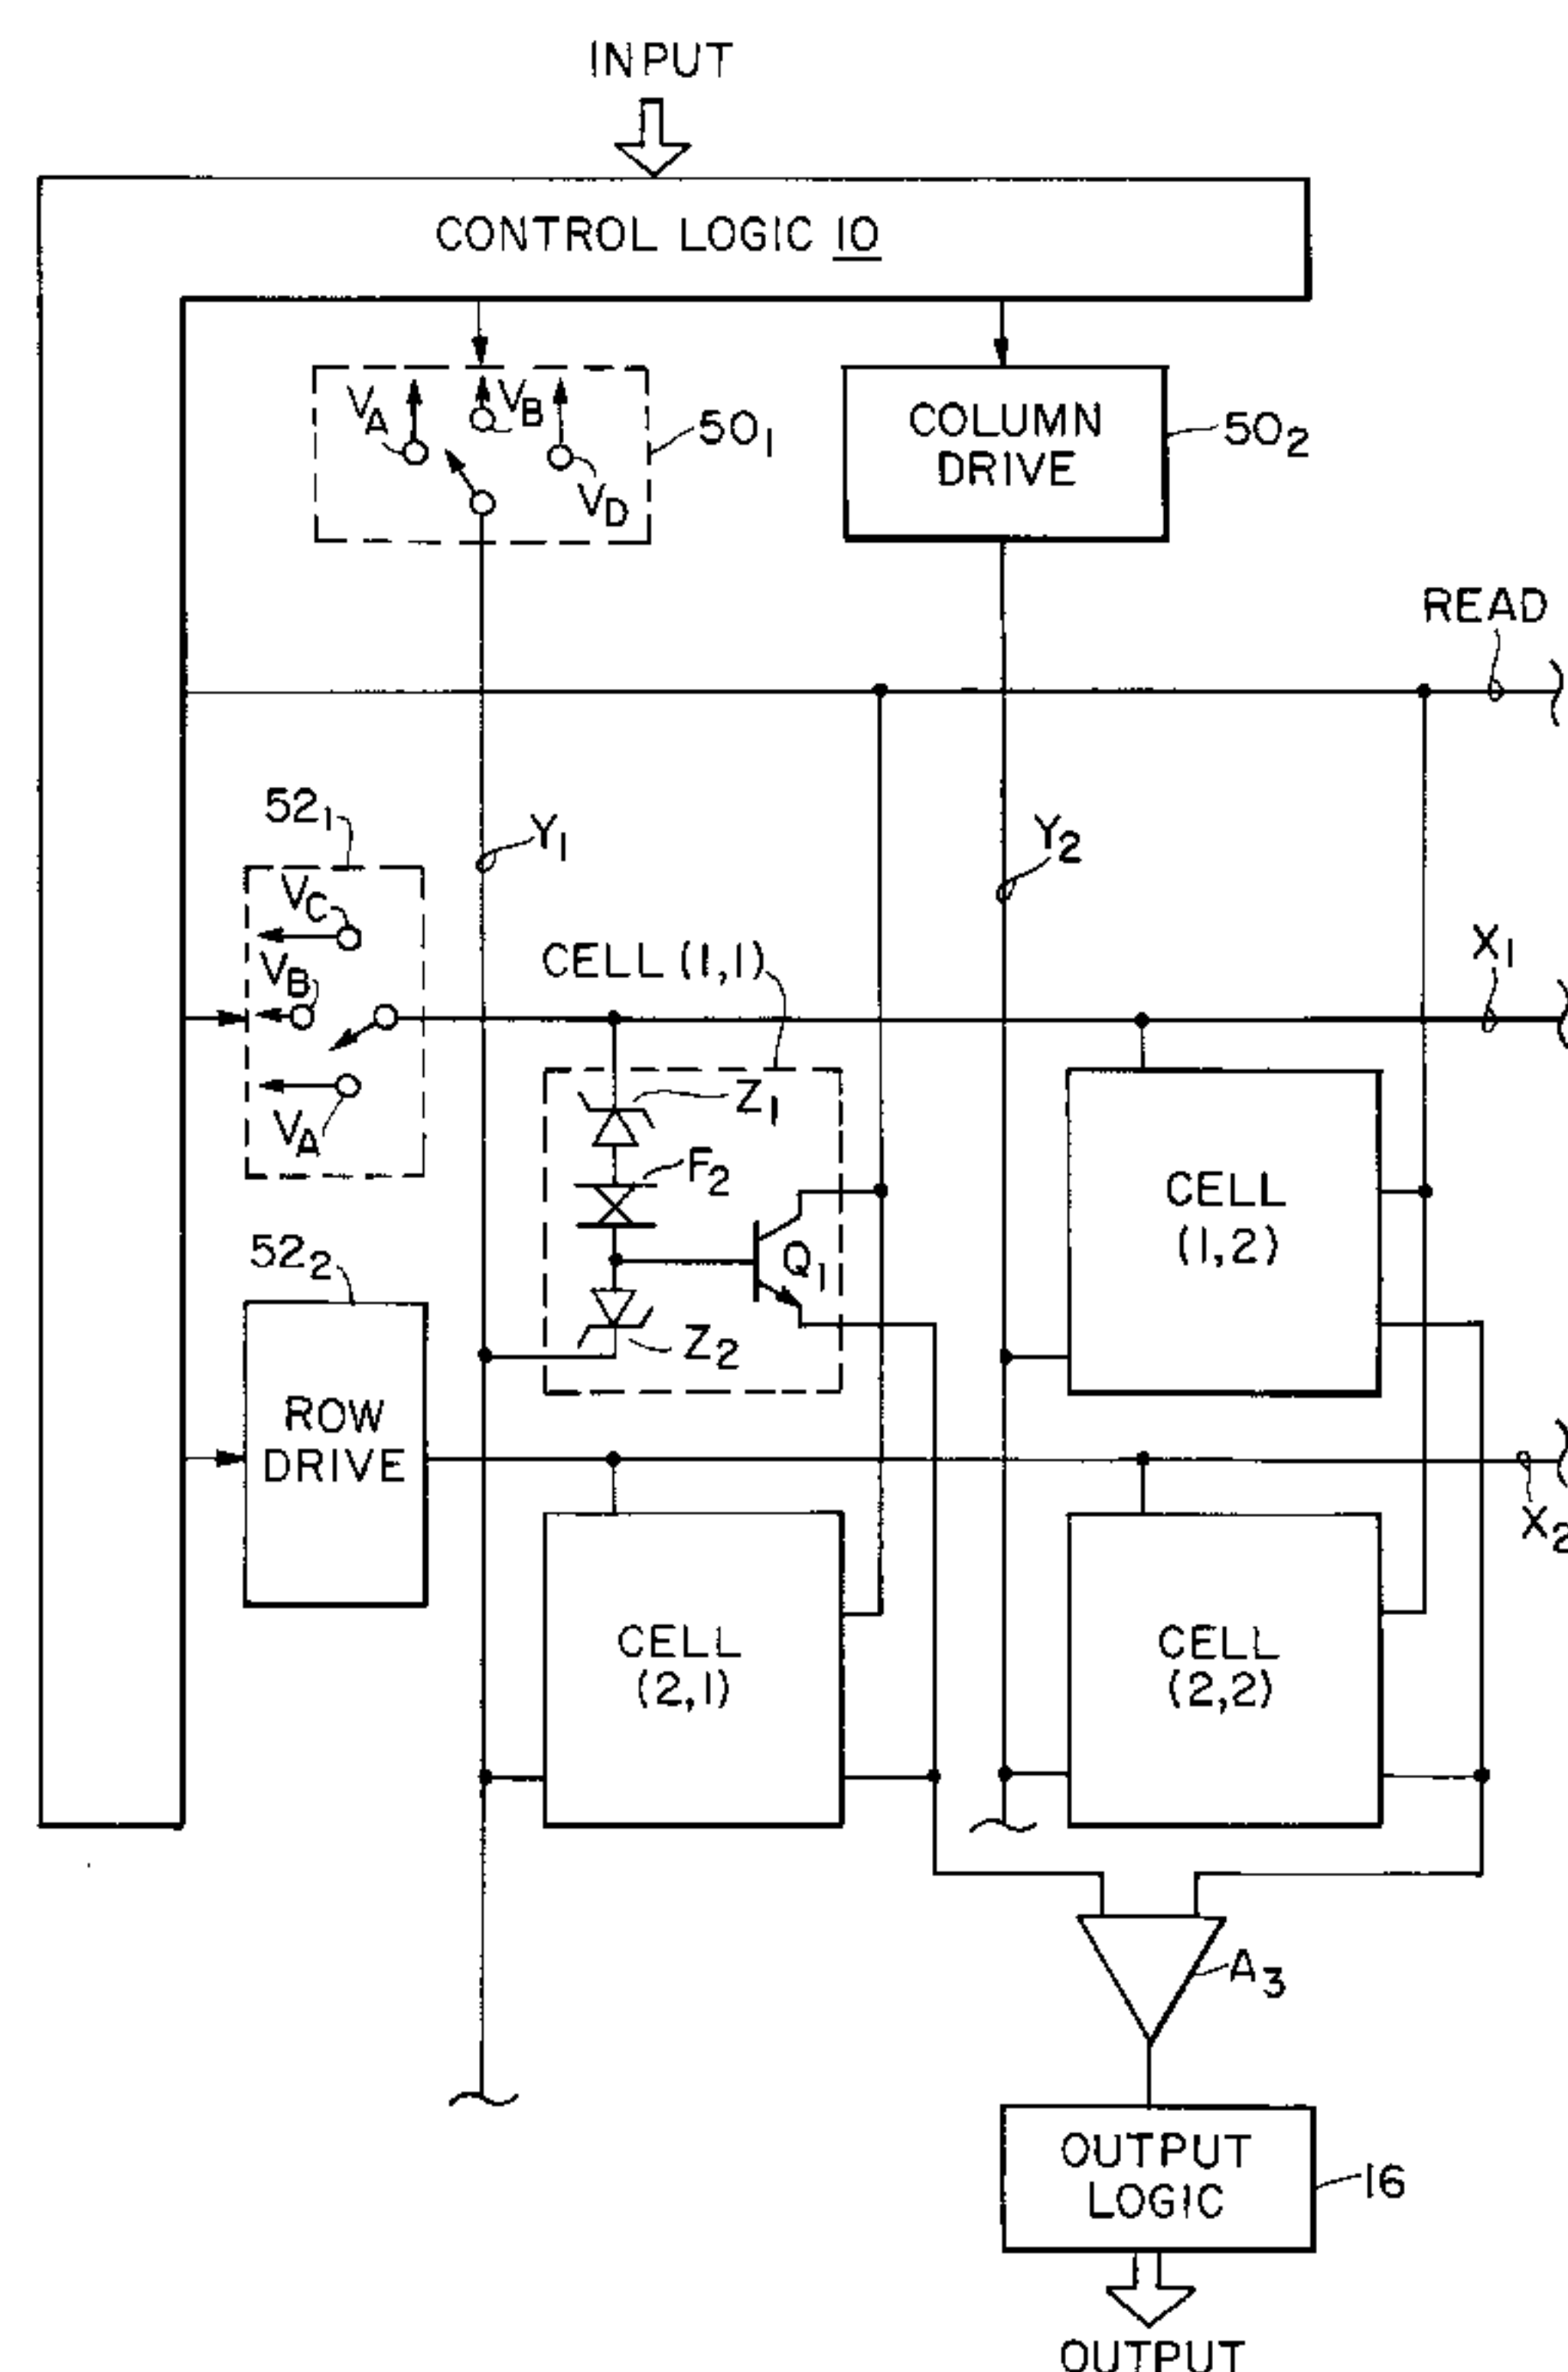 INPUT
CONTROL LOGIC 10
VA
VB
VD
501
COLUMN
DRIVE
502
READ
521
Y1
Y2
VC
VB
VA
CELL (1,1)
X1
Z1
F2
Q1
Z2
CELL
(1,2)
522
ROW
DRIVE
X2
CELL
(2,1)
CELL
(2,2)
A3
OUTPUT
LOGIC
16
OUTPUT